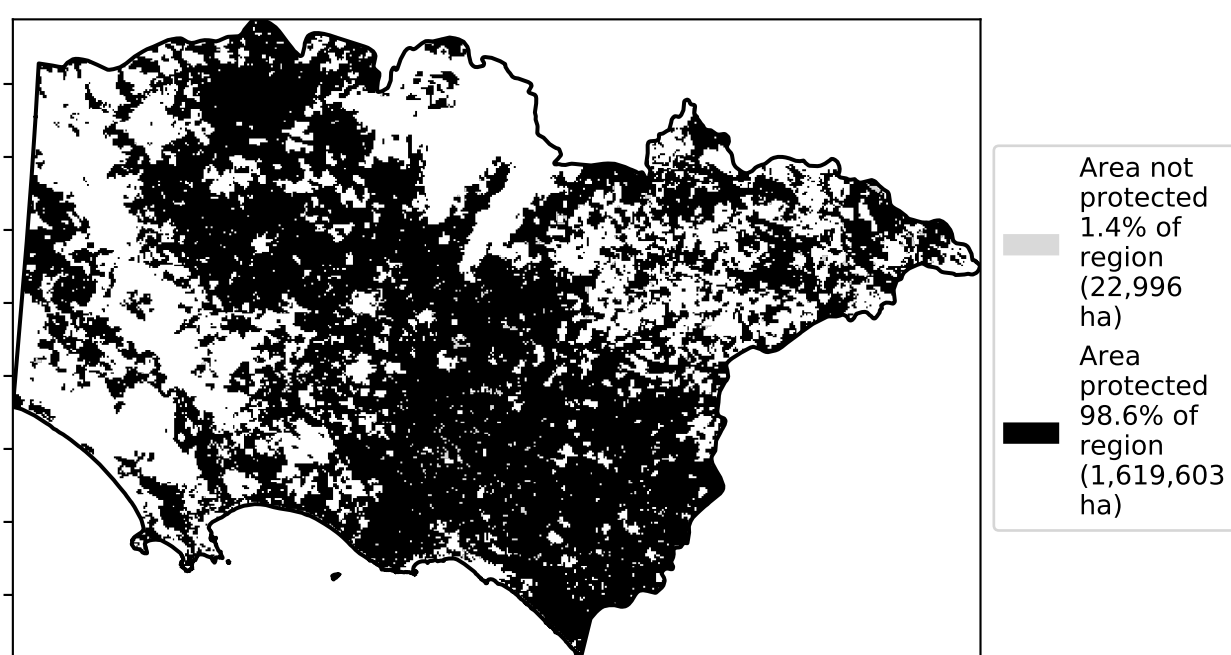 Area not
protected
1.4% of
region
(22,996
ha)
Area
protected
98.6% of
region
(1,619,603
ha)